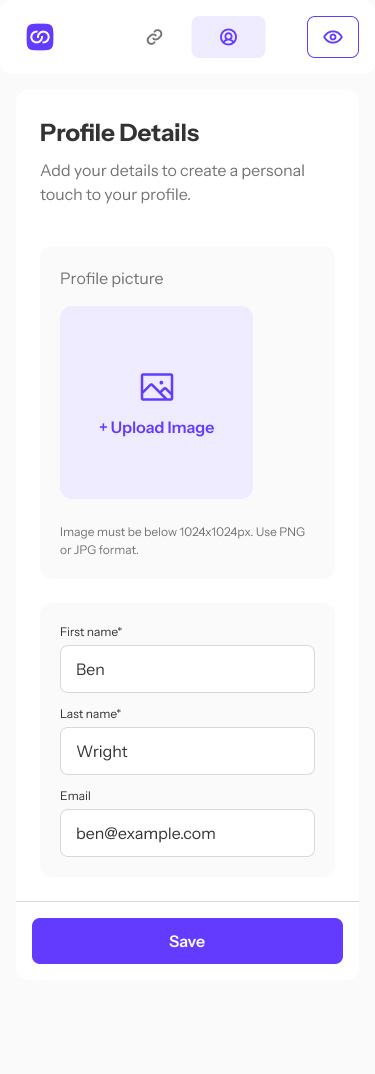 Profile Details
Add your details to create a personal
touch to your profile.
Profile picture
+ Upload Image
Image must be below 1024x1024px. Use PNG
or JPG format.
First name*
Ben
Last name*
Wright
Email
ben@example.com
Save